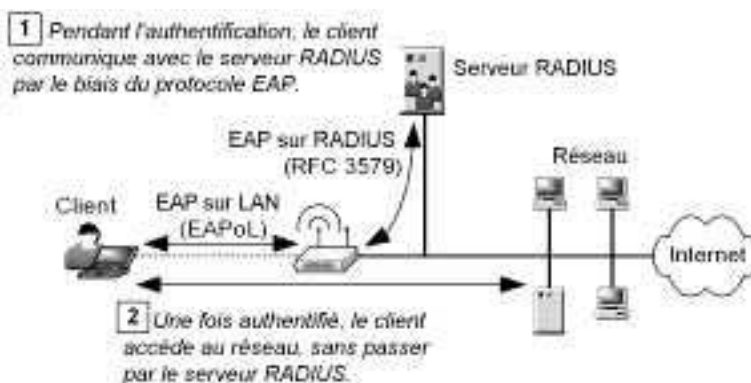 1 Pendant l'authentification, le client
communique avec le serveur RADIUS
par le biais du protocole EAP.
Serveur RADIUS
EAP sur RADIUS
(RFC 3579)
Réseau
Client
EAP sur LAN
(EAPoL)
Internet
2 Une fois authentifié, le client
accède au réseau, sans passer
par le serveur RADIUS.